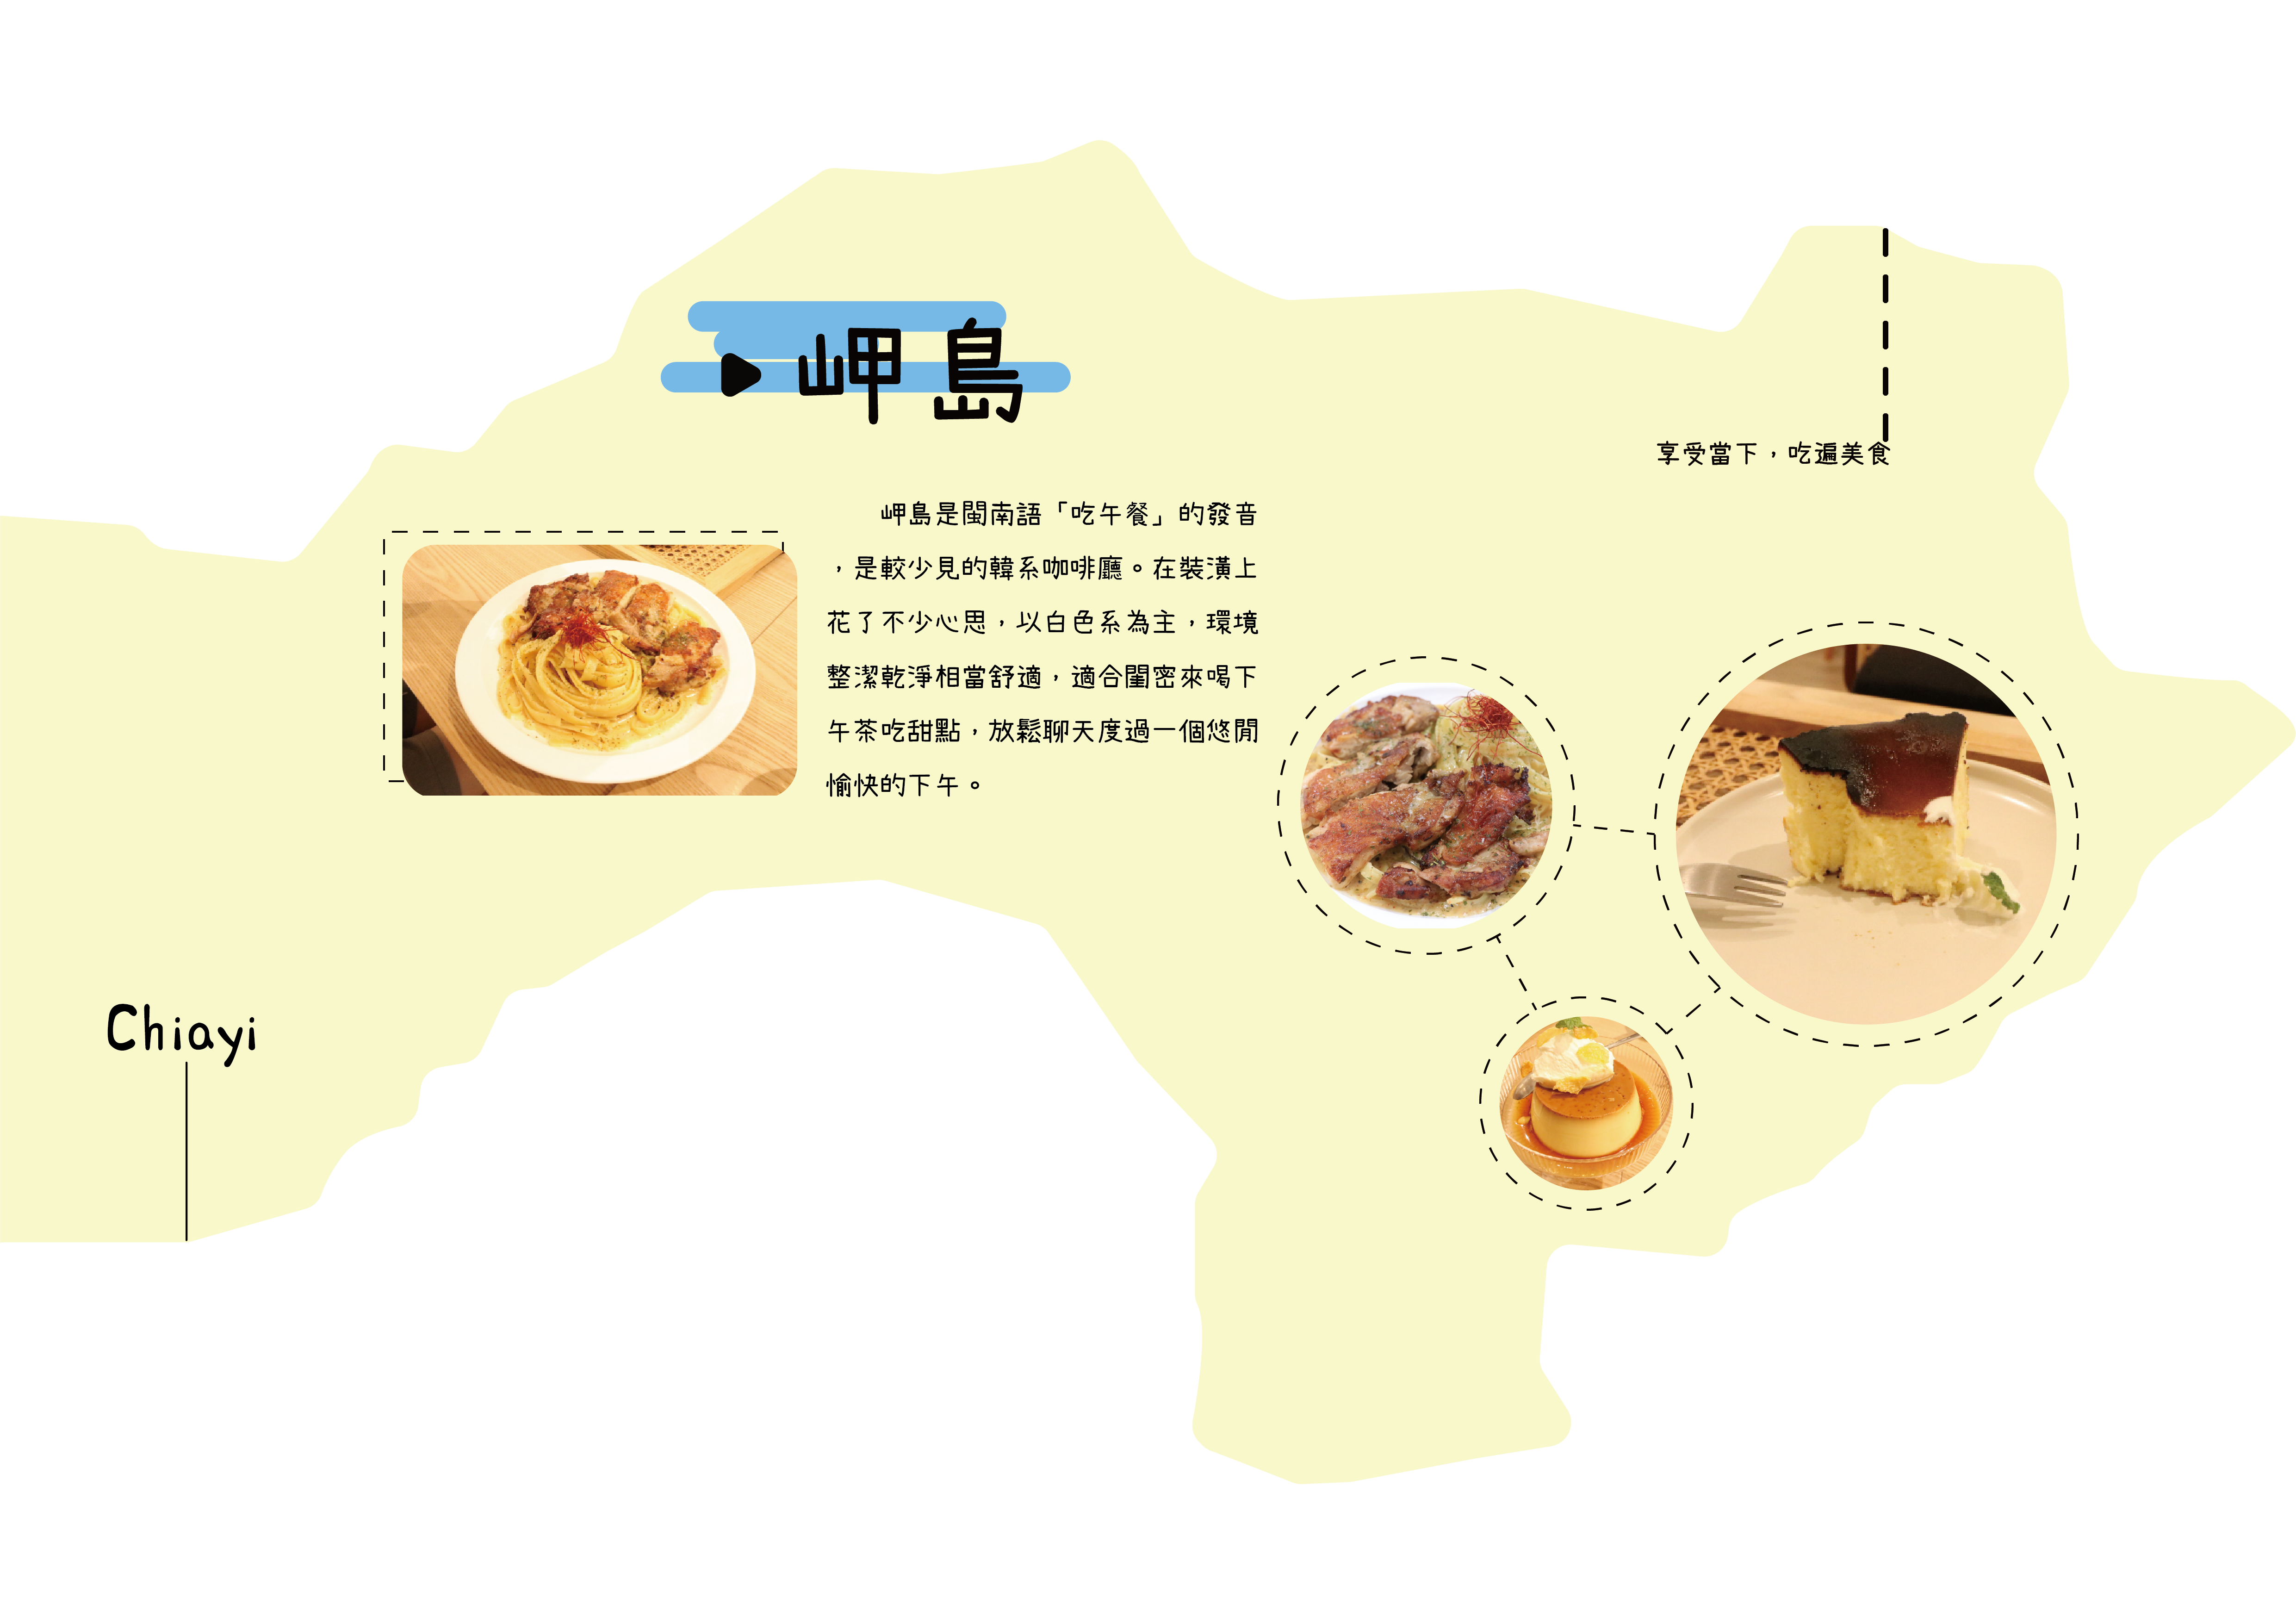 岬島
享受當下，吃遍美食
岬島是閩南語「吃午餐」的發音
，是較少見的韓系咖啡廳。在裝潢上
花了不少心思，以白色系為主，環境
整潔乾淨相當舒適，適合閨密來喝下
午茶吃甜點，放鬆聊天度過一個悠閒
愉快的下午。
Chiayi